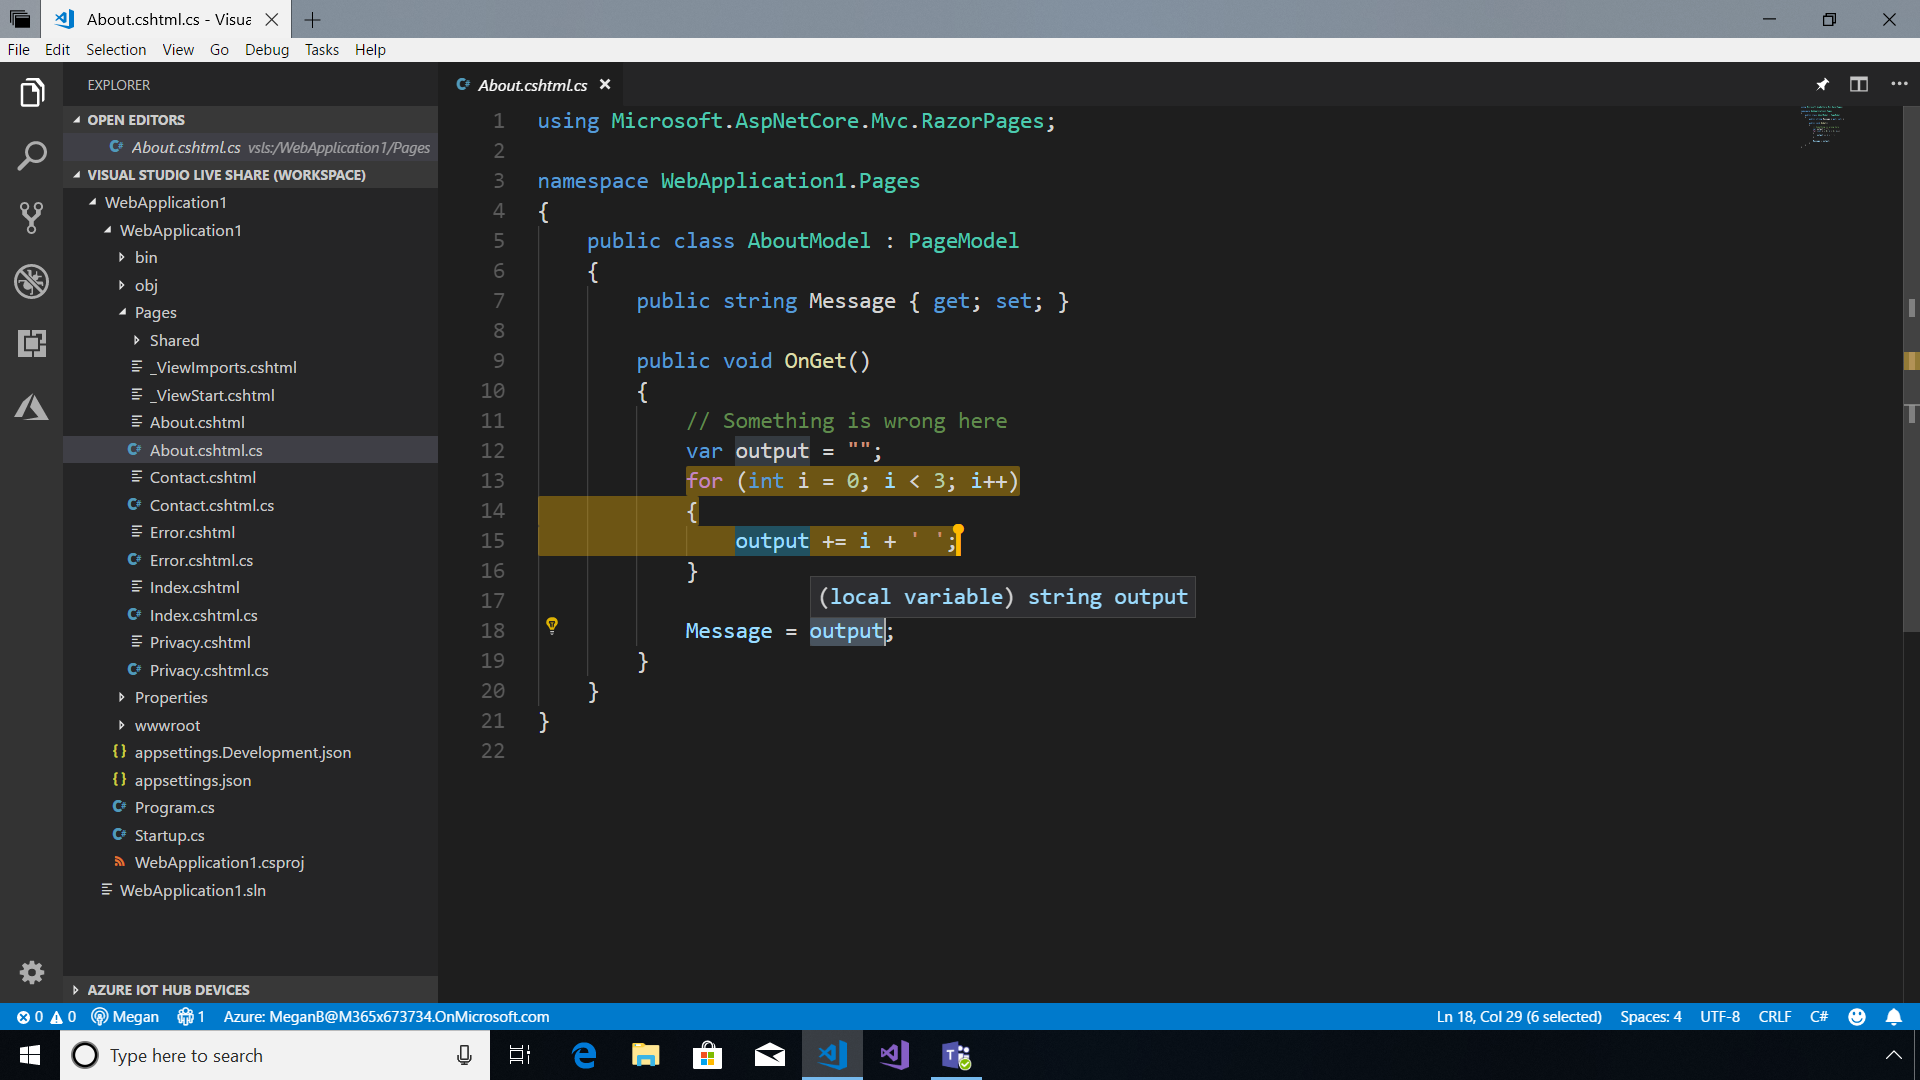 About.cshtml.cs - Visua
File Edit Selection View Go Debug Tasks Help
EXPLORER
OPEN EDITORS
About.cshtml.cs vsls:/WebApplication1/Pages
VISUAL STUDIO LIVE SHARE (WORKSPACE)
WebApplication1
WebApplication1
bin
obj
Pages
Shared
_ViewImports.cshtml
_ViewStart.cshtml
About.cshtml
About.cshtml.cs
Contact.cshtml
Contact.cshtml.cs
Error.cshtml
Error.cshtml.cs
Index.cshtml
Index.cshtml.cs
Privacy.cshtml
Privacy.cshtml.cs
Properties
wwwroot
appsettings.Development.json
appsettings.json
Program.cs
Startup.cs
WebApplication1.csproj
WebApplication1.sln
AZURE IOT HUB DEVICES
About.cshtml.cs
1 using Microsoft.AspNetCore.Mvc.RazorPages;
2
3 namespace WebApplication1.Pages
4 {
5 public class AboutModel : PageModel
6 {
7 public string Message { get; set; }
8
9 public void OnGet()
10 {
11 // Something is wrong here
12 var output = "";
13 for (int i = 0; i < 3; i++)
14 {
15 output += i + ' ';
16 }
17
(local variable) string output
18 Message = output;
19 }
20 }
21 }
22
0 0 Megan 1 Azure: MeganB@M365x673734.OnMicrosoft.com
Ln 18, Col 29 (6 selected) Spaces: 4 UTF-8 CRLF C#
Type here to search